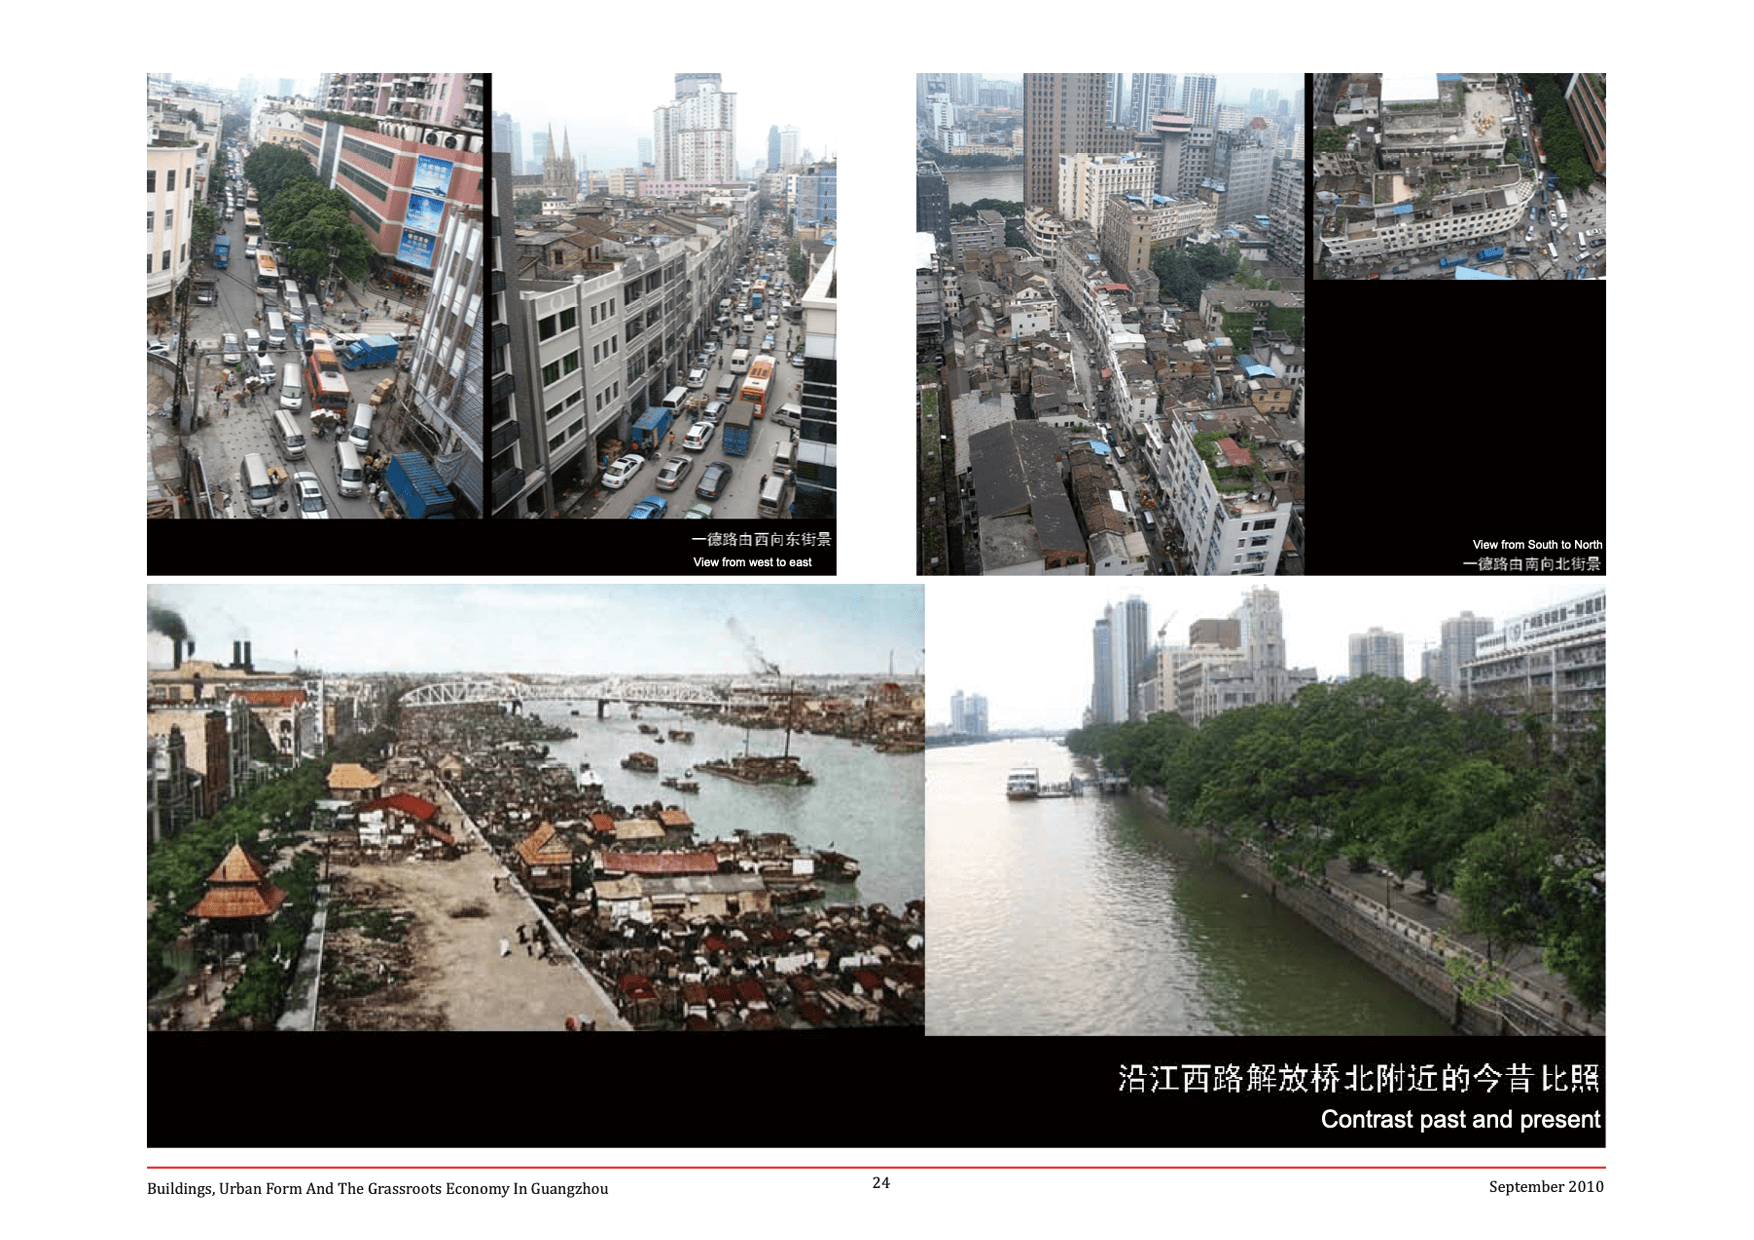 一德路由西向东街景
View from west to east
View from South to North
一德路由南向北街景
沿江西路解放桥北附近的今昔比照
Contrast past and present
Buildings, Urban Form And The Grassroots Economy In Guangzhou
24
September 2010